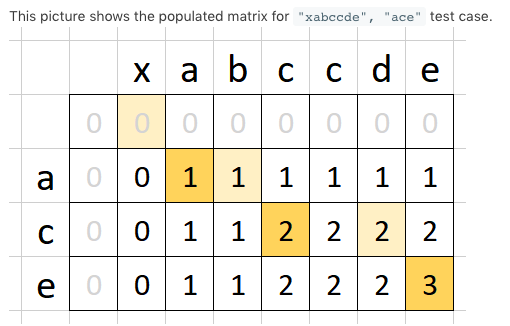 This picture shows the populated matrix for "xabccde", "ace" test case.
x a b c c d e
0 0 0 0 0 0 0 0
a 0 0 1 1 1 1 1 1
c 0 0 1 1 2 2 2 2
e 0 0 1 1 2 2 2 3